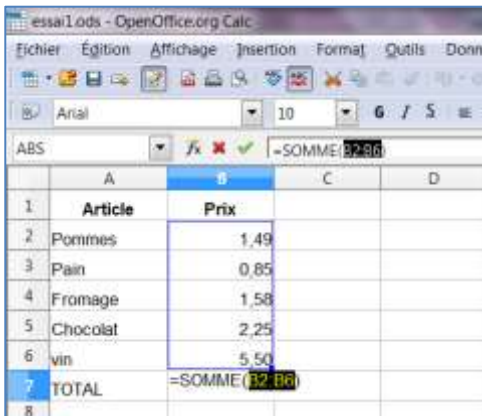 essai1.ods - OpenOffice.org Calc
Fichier Édition Affichage Insertion Format Outils Donn
Arial 10 G I S
ABS =SOMME(B2:B6)
A B C D
1 Article Prix
2 Pommes 1,49
3 Pain 0,85
4 Fromage 1,58
5 Chocolat 2,25
6 vin 5,50
7 TOTAL =SOMME(B2:B6)
8